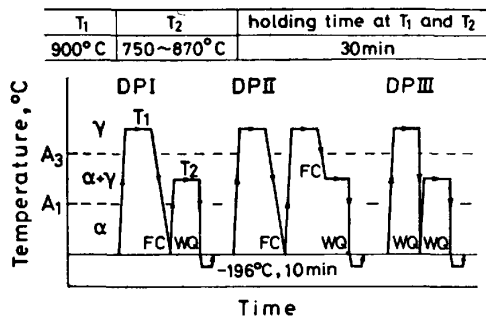 T₁ T₂ holding time at T₁ and T₂
900°C 750~870°C 30min
DPI DPII DPIII
Temperature, °C
γ
A₃
α+γ
A₁
α
T₁
T₂
FC WQ
FC FC WQ
WQ WQ
-196°C, 10min
Time